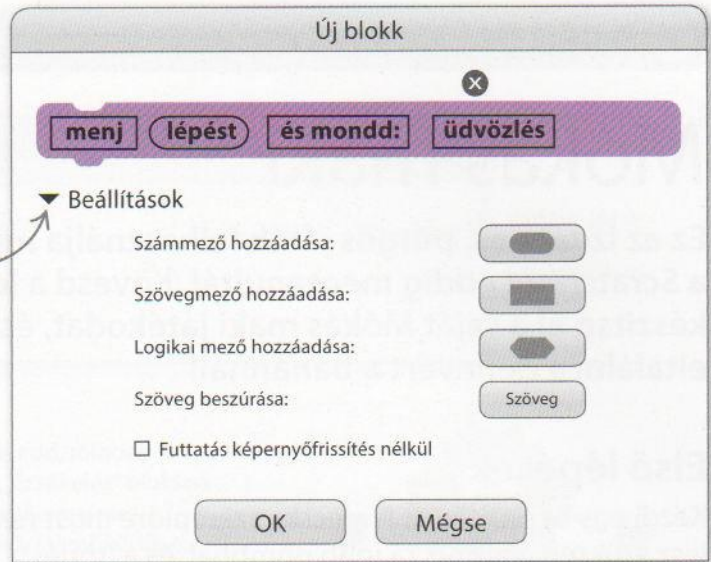 Új blokk
menj lépést és mondd: üdvözlés
Beállítások
Számmező hozzáadása:
Szövegmező hozzáadása:
Logikai mező hozzáadása:
Szöveg beszúrása: Szöveg
Futtatás képernyőfrissítés nélkül
OK Mégse